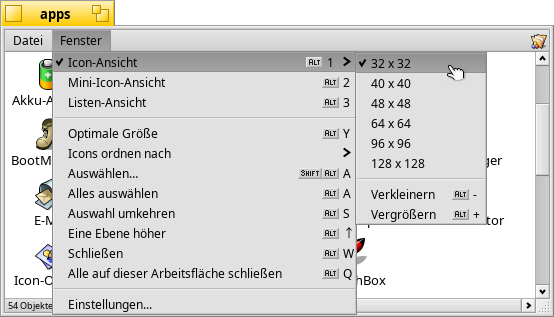 apps
Datei Fenster
Icon-Ansicht ALT 1
Mini-Icon-Ansicht ALT 2
Listen-Ansicht ALT 3
Optimale Größe ALT Y
Icons ordnen nach
Auswählen... SHIFT ALT A
Alles auswählen ALT A
Auswahl umkehren ALT S
Eine Ebene höher ALT ↑
Schließen ALT W
Alle auf dieser Arbeitsfläche schließen ALT Q
Einstellungen...
32 x 32
40 x 40
48 x 48
64 x 64
96 x 96
128 x 128
Verkleinern ALT -
Vergrößern ALT +
Akku-A
BootM
ger
E-M
tor
Icon-O
hBox
54 Objekte